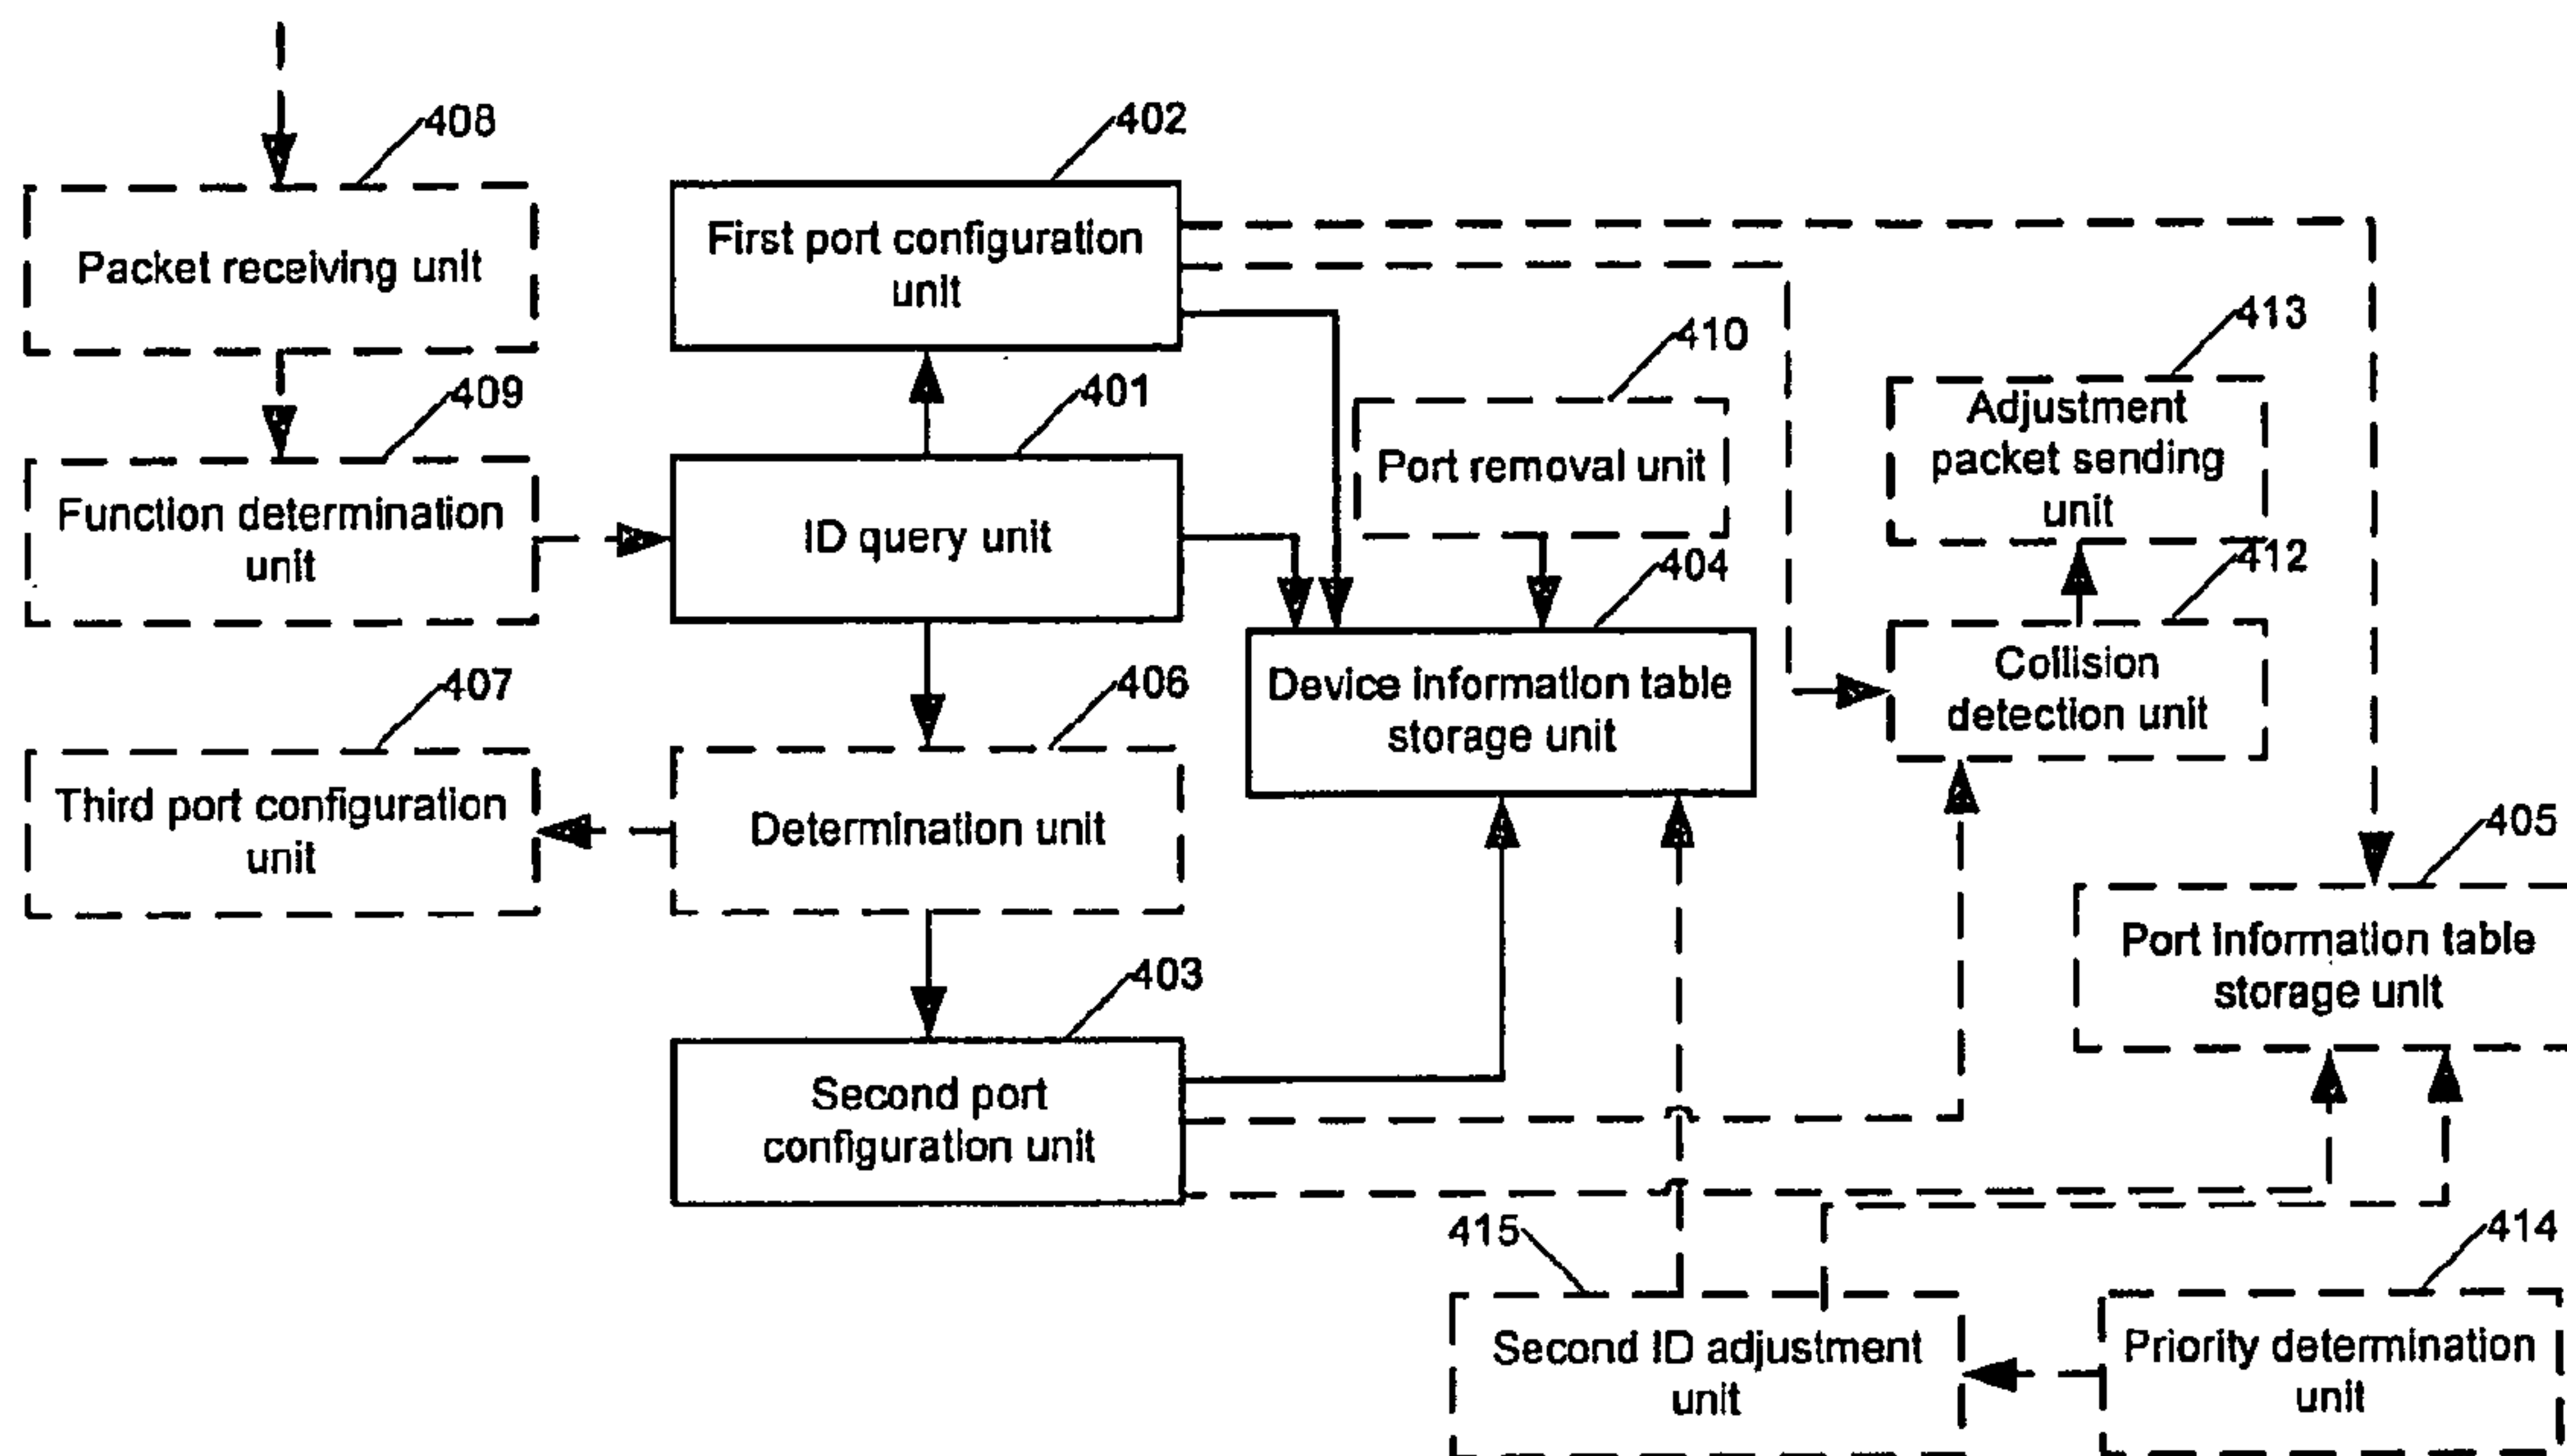 408
Packet receiving unit
402
First port configuration
unit
409
Function determination
unit
401
ID query unit
410
Port removal unit
413
Adjustment
packet sending
unit
404
Device information table
storage unit
412
Collision
detection unit
407
Third port configuration
unit
406
Determination unit
405
Port information table
storage unit
403
Second port
configuration unit
415
Second ID adjustment
unit
414
Priority determination
unit